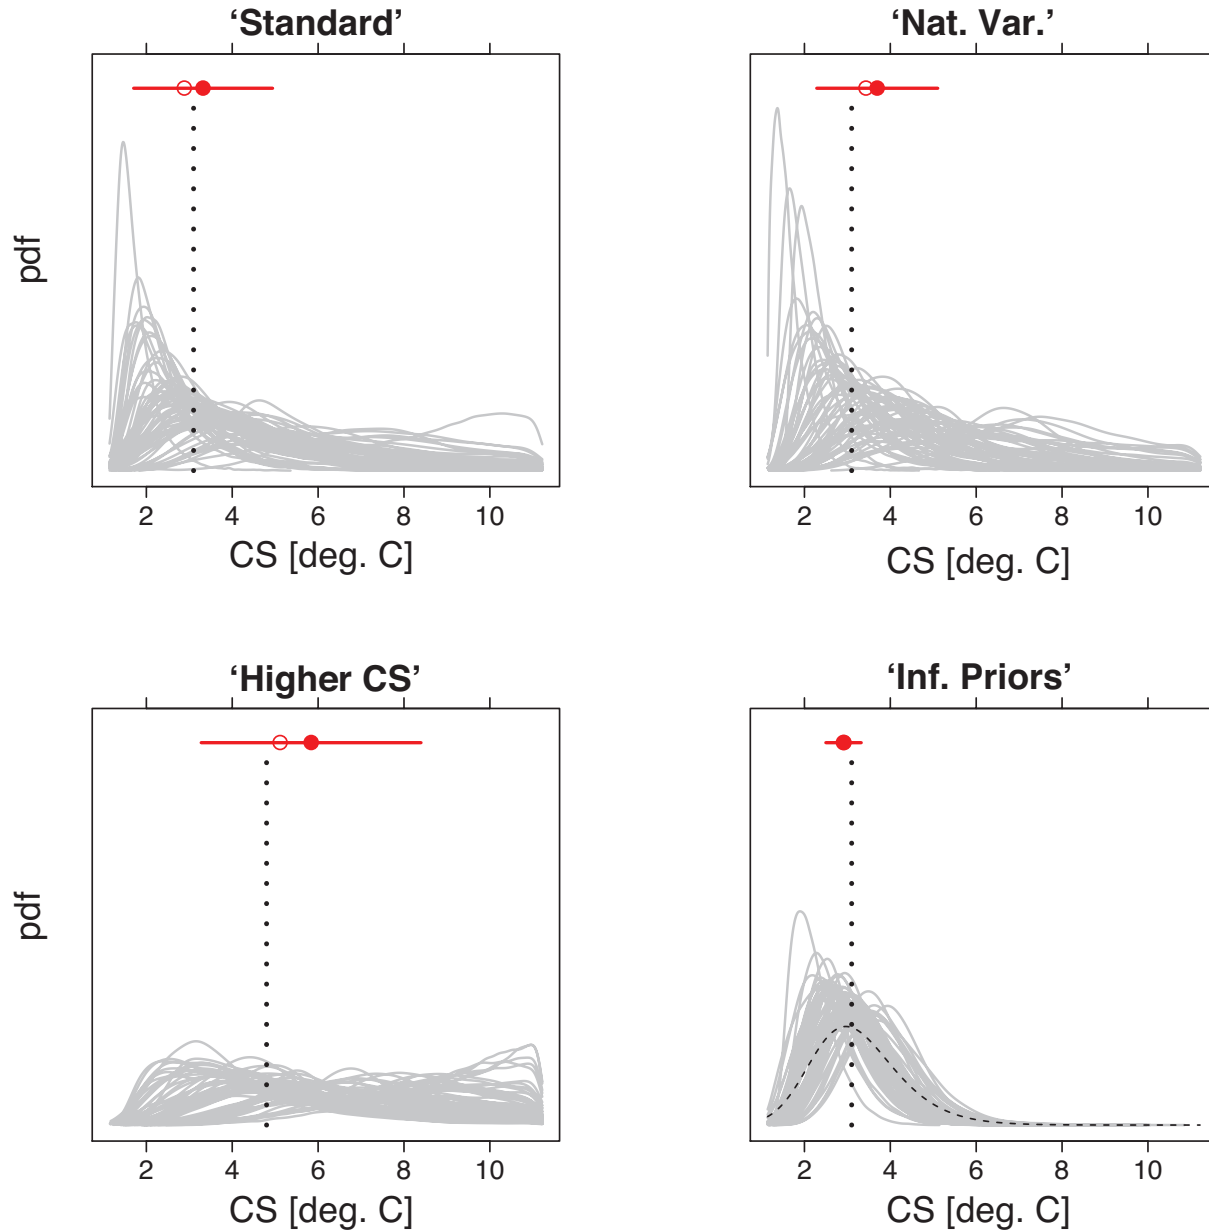 ‘Standard’
‘Nat. Var.’
pdf
2 4 6 8 10
2 4 6 8 10
CS [deg. C]
CS [deg. C]
‘Higher CS’
‘Inf. Priors’
pdf
2 4 6 8 10
2 4 6 8 10
CS [deg. C]
CS [deg. C]